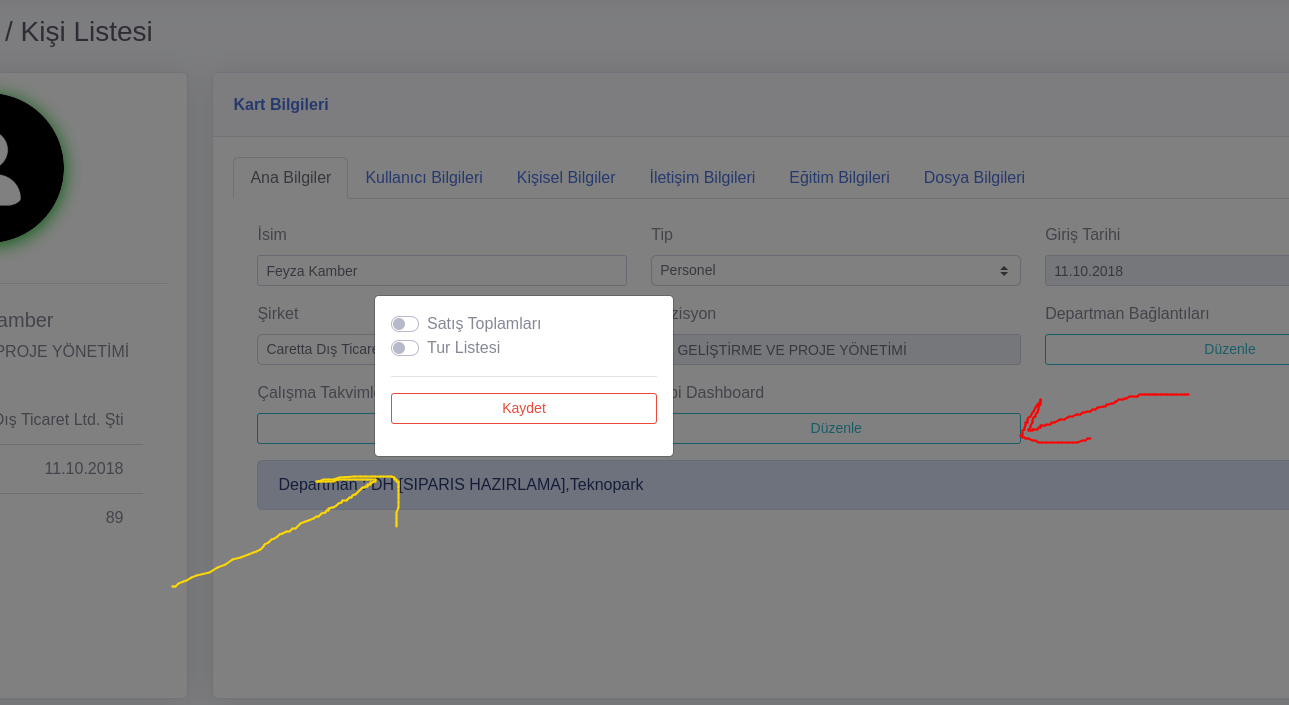 / Kişi Listesi
Kart Bilgileri
Ana Bilgiler
Kullanıcı Bilgileri
Kişisel Bilgiler
İletişim Bilgileri
Eğitim Bilgileri
Dosya Bilgileri
İsim
Tip
Giriş Tarihi
Feyza Kamber
Personel
11.10.2018
Şirket
zisyon
Departman Bağlantıları
Caretta Dış Ticare
GELİŞTİRME VE PROJE YÖNETİMİ
Düzenle
Çalışma Takviml
Dashboard
Düzenle
Departman : DH [SIPARIS HAZIRLAMA],Teknopark
Satış Toplamları
Tur Listesi
Kaydet
amber
PROJE YÖNETİMİ
Dış Ticaret Ltd. Şti
11.10.2018
89